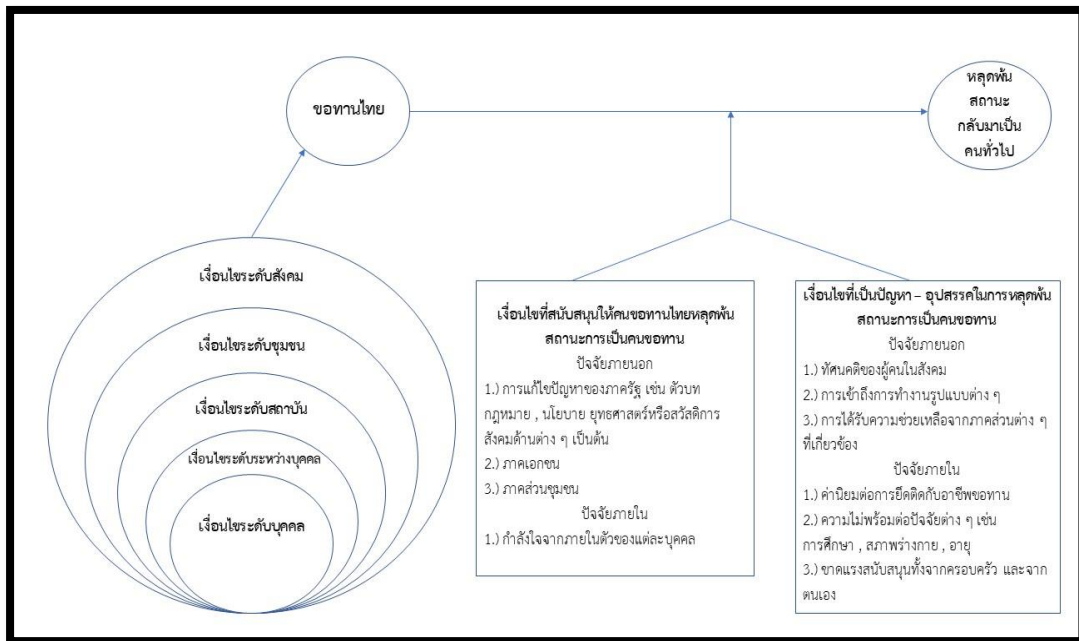 ขอทานไทย
หลุดพ้น
สถานะ
กลับมาเป็น
คนทั่วไป
เงื่อนไขระดับสังคม
เงื่อนไขระดับชุมชน
เงื่อนไขระดับสถาบัน
เงื่อนไขระดับระหว่างบุคคล
เงื่อนไขระดับบุคคล
เงื่อนไขที่สนับสนุนให้คนขอทานไทยหลุดพ้น
สถานะการเป็นคนขอทาน
ปัจจัยภายนอก
1.) การแก้ไขปัญหาของภาครัฐ เช่น ตัวบท
กฎหมาย , นโยบาย ยุทธศาสตร์หรือสวัสดิการ
สังคมด้านต่าง ๆ เป็นต้น
2.) ภาคเอกชน
3.) ภาคส่วนชุมชน
ปัจจัยภายใน
1.) กำลังใจจากภายในตัวของแต่ละบุคคล
เงื่อนไขที่เป็นปัญหา – อุปสรรคในการหลุดพ้น
สถานะการเป็นคนขอทาน
ปัจจัยภายนอก
1.) ทัศนคติของผู้คนในสังคม
2.) การเข้าถึงการทำงานรูปแบบต่าง ๆ
3.) การได้รับความช่วยเหลือจากภาคส่วนต่าง ๆ
ที่เกี่ยวข้อง
ปัจจัยภายใน
1.) ค่านิยมต่อการยึดติดกับอาชีพขอทาน
2.) ความไม่พร้อมต่อปัจจัยต่าง ๆ เช่น
การศึกษา , สภาพร่างกาย , อายุ
3.) ขาดแรงสนับสนุนทั้งจากครอบครัว และจาก
ตนเอง